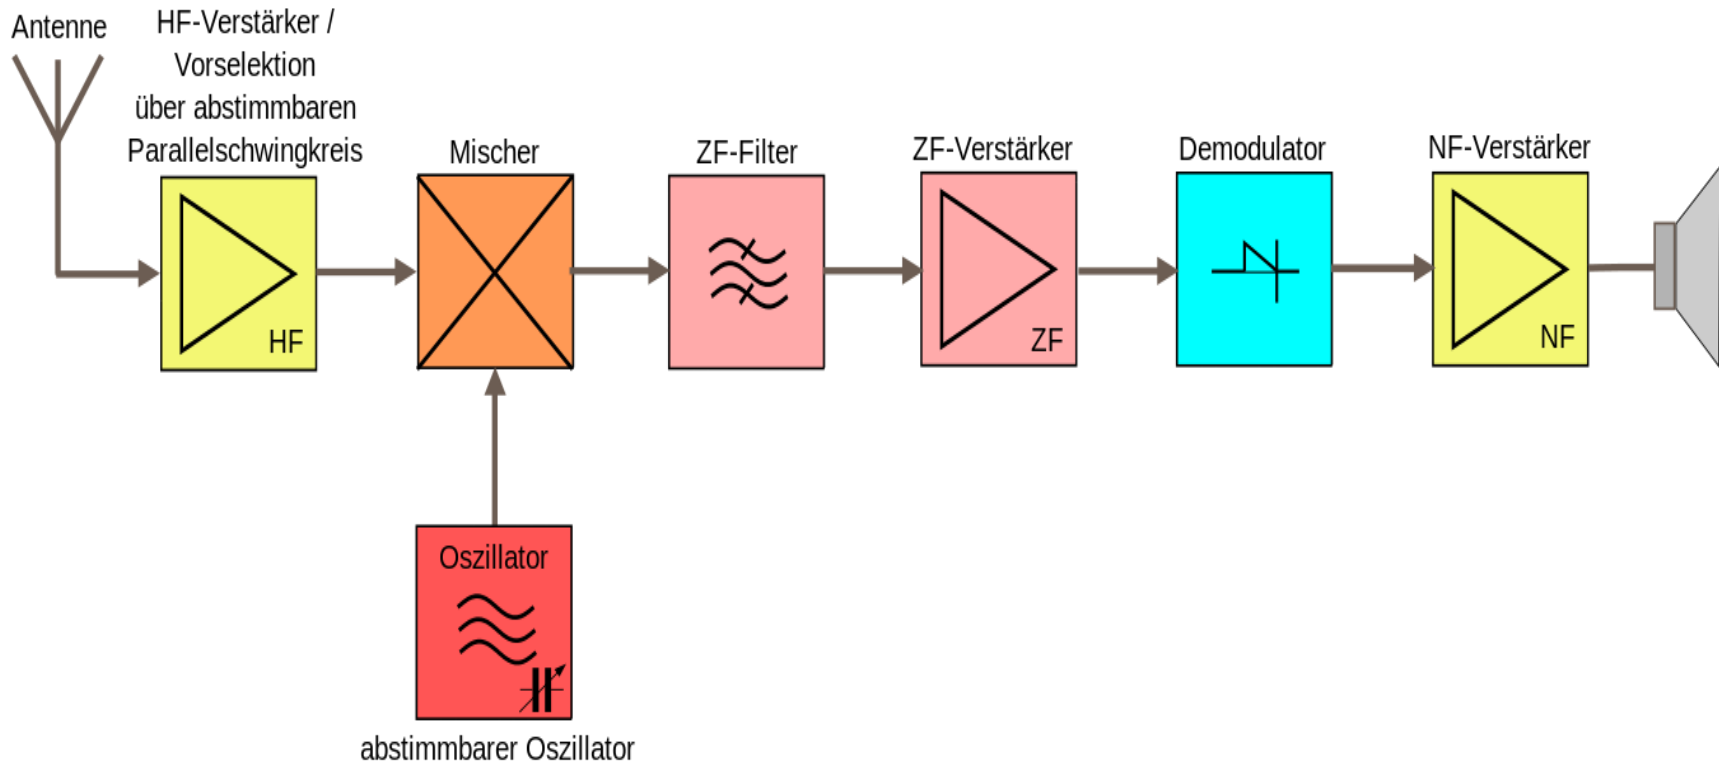 Antenne
HF-Verstärker /
Vorselektion
über abstimmbaren
Parallelschwingkreis
Mischer
ZF-Filter
ZF-Verstärker
Demodulator
NF-Verstärker
HF
ZF
NF
Oszillator
abstimmbarer Oszillator